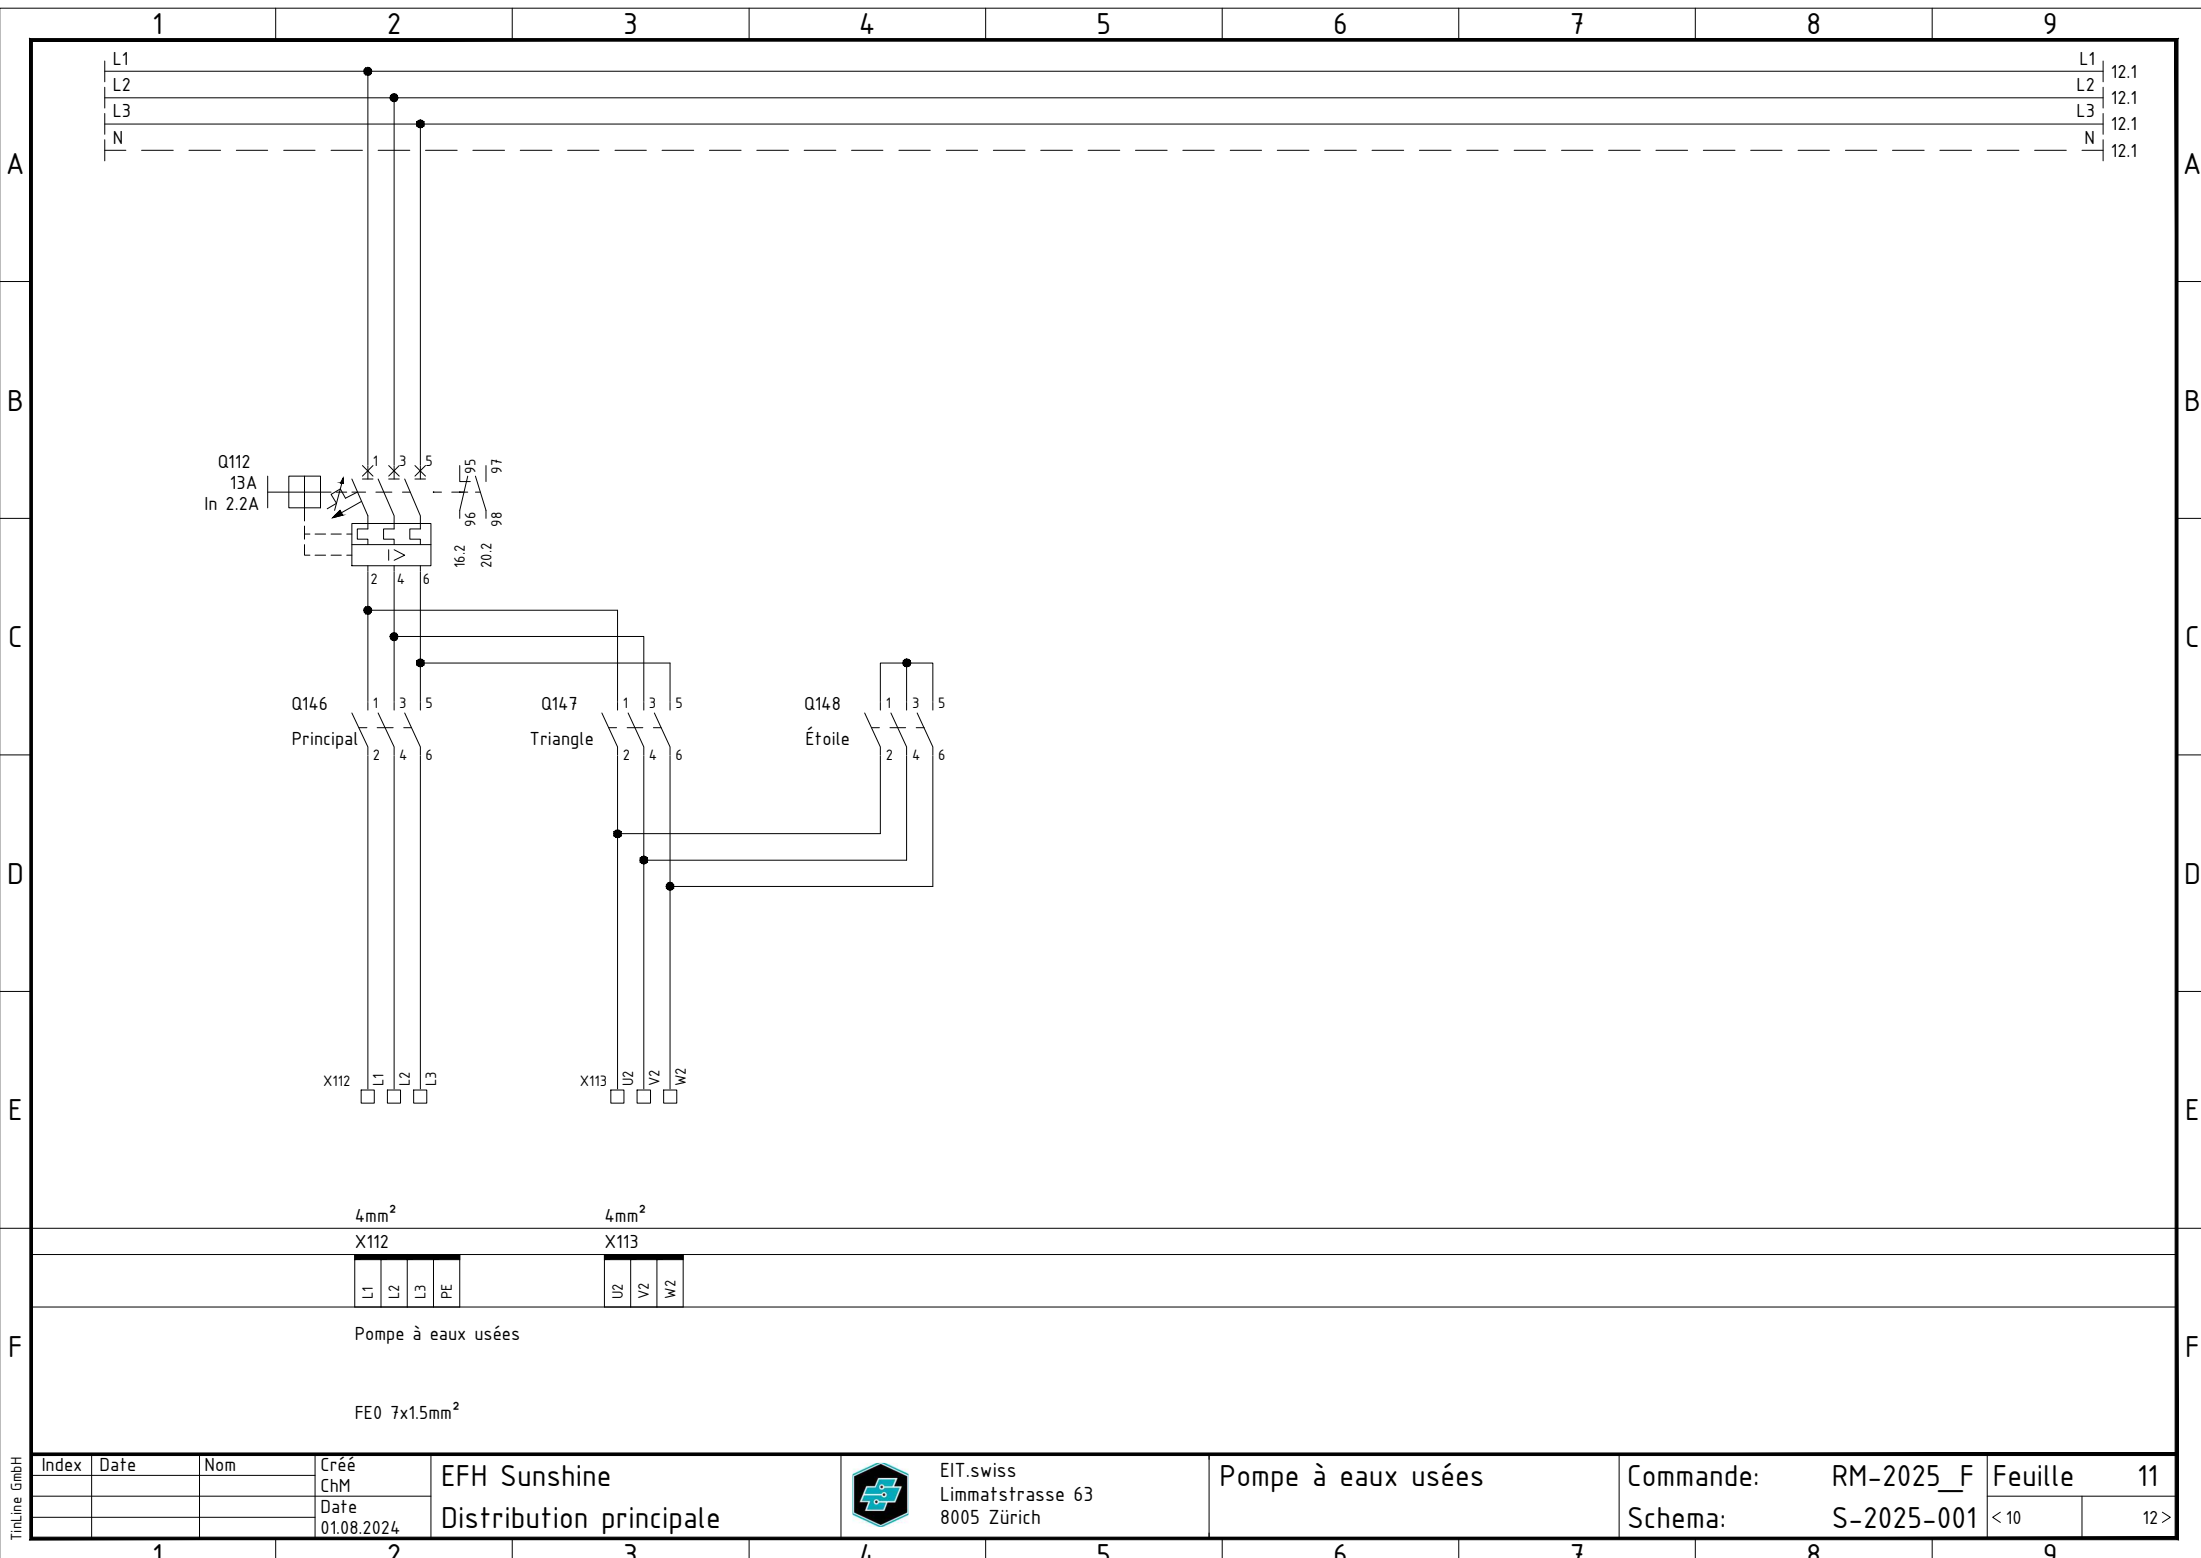 1 2 3 4 5 6 7 8 9
L1 L1 12.1
L2 L2 12.1
L3 L3 12.1
N N 12.1
A A
B B
Q112 1 3 5 95 97
13A
In 2.2A
96 98
I>
16.2 20.2
2 4 6
C C
Q146 1 3 5 Q147 1 3 5 Q148 1 3 5
Principal Triangle Étoile
2 4 6 2 4 6 2 4 6
D D
X112 L1 L2 L3 X113 U2 V2 W2
E E
4mm² 4mm²
X112 X113
L1 L2 L3 PE U2 V2 W2
Pompe à eaux usées
F F
FE0 7x1.5mm²
TinLine GmbH
Index Date Nom Créé
ChM
Date
01.08.2024
EFH Sunshine
Distribution principale
EIT.swiss
Limmatstrasse 63
8005 Zürich
Pompe à eaux usées
Commande: RM-2025_F
Schema: S-2025-001
Feuille 11
<10 12>
1 2 3 4 5 6 7 8 9